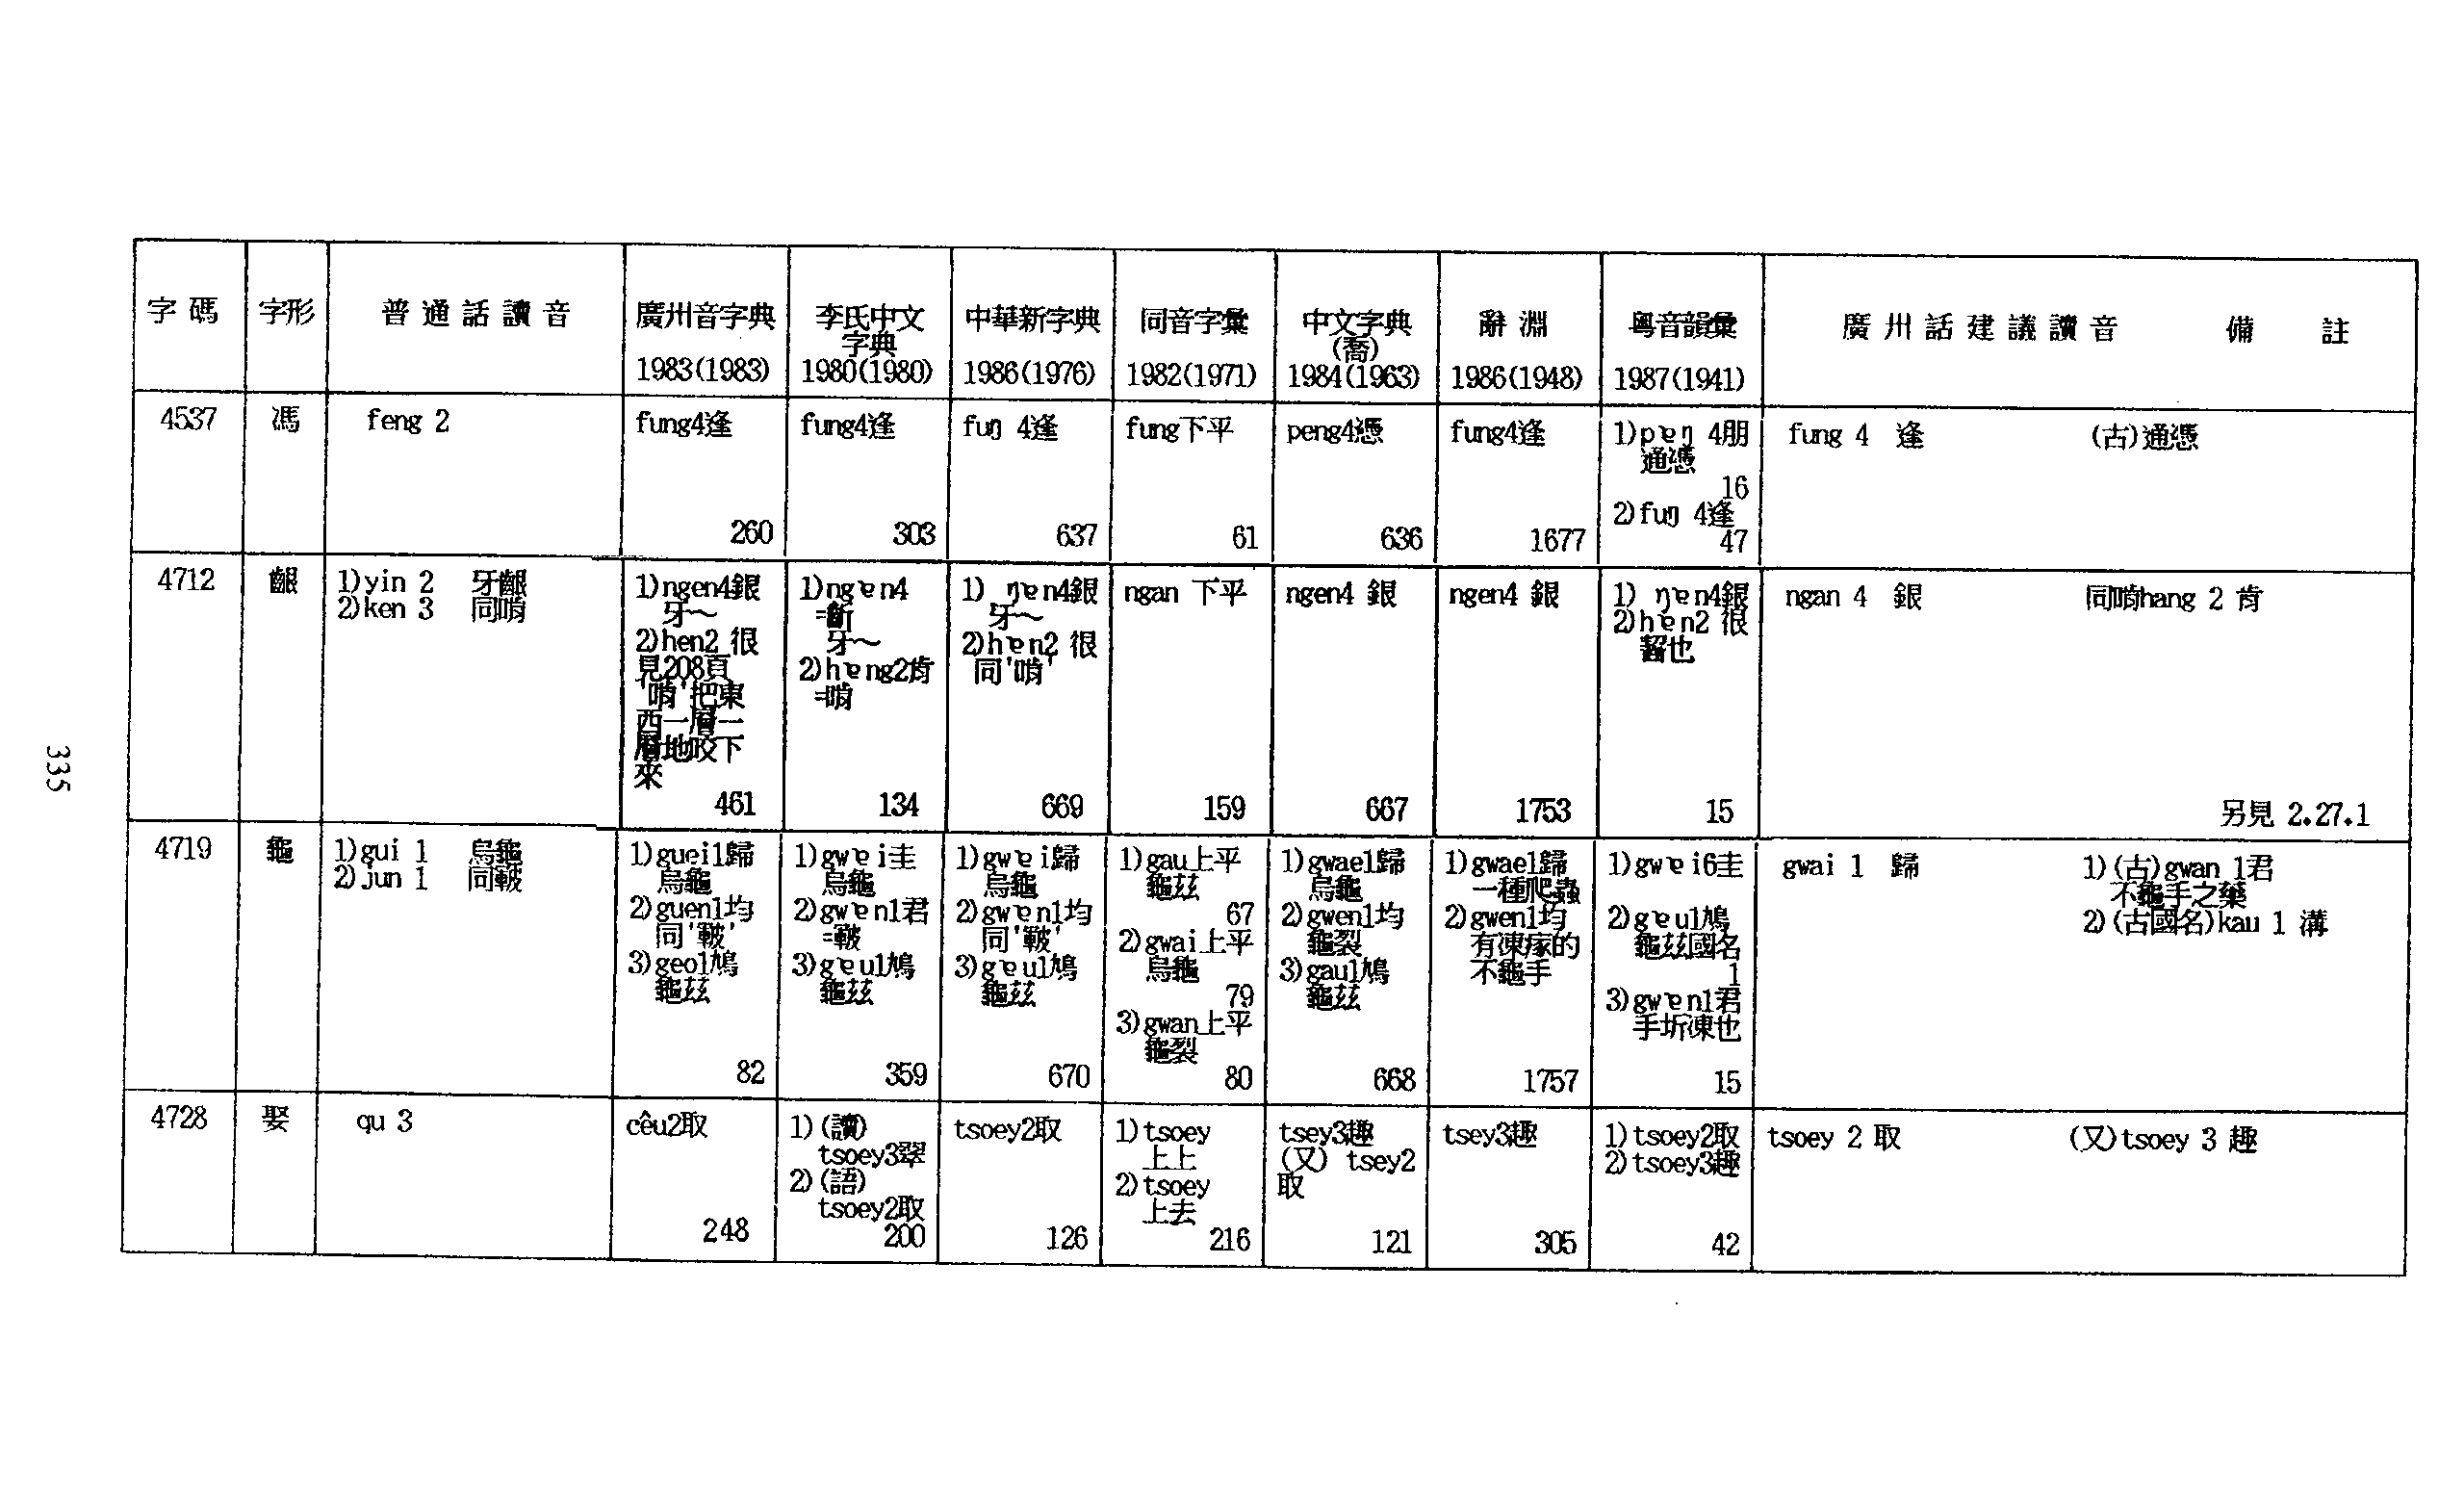 字碼
字形
普通話讀音
廣州音字典
1983(1983)
李氏中文
字典
1980(1980)
中華新字典
1986(1976)
同音字彙
1982(1971)
中文字典
(喬)
1984(1963)
辭淵
1986(1948)
粵音韻彙
1987(1941)
廣州話建議讀音
備註
4537
馮
feng 2
fung4逢
260
fung4逢
303
fuŋ 4逢
637
fung下平
61
peng4憑
636
fung4逢
1677
1)pɐŋ 4朋
通憑
16
2)fuŋ 4逢
47
fung 4 逢
(古)通憑
4712
齦
1)yin 2 牙齦
2)ken 3 同啃
1)ngen4銀
牙～
2)hen2 很
見208頁
'啃'把東
西一層一
層地咬下
來
461
1)ngɐn4
=齗
牙～
2)hɐng2肯
=啃
134
1) ŋɐn4銀
牙～
2)hɐn2 很
同'啃'
669
ngan 下平
159
ngen4 銀
667
ngen4 銀
1753
1) ŋɐn4銀
2)hɐn2 很
齧也
15
ngan 4 銀
同啃hang 2 肯
另見 2.27.1
4719
龜
1)gui 1 烏龜
2)jun 1 同皸
1)guei1歸
烏龜
2)guen1均
同'皸'
3)geo1鳩
龜茲
82
1)gwɐi圭
烏龜
2)gwɐn1君
=皸
3)gɐu1鳩
龜茲
359
1)gwɐi歸
烏龜
2)gwɐn1均
同'皸'
3)gɐu1鳩
龜茲
670
1)gau上平
龜茲
67
2)gwai上平
烏龜
79
3)gwan上平
龜裂
80
1)gwae1歸
烏龜
2)gwen1均
龜裂
3)gau1鳩
龜茲
668
1)gwae1歸
一種爬蟲
2)gwen1均
有凍瘃的
不龜手
1757
1)gwɐi6圭
2)gɐu1鳩
龜茲國名
1
3)gwɐn1君
手坼凍也
15
gwai 1 歸
1)(古)gwan 1君
不龜手之藥
2)(古國名)kau 1 溝
4728
娶
qu 3
cêu2取
248
1)(讀)
tsoey3翠
2)(語)
tsoey2取
200
tsoey2取
126
1)tsoey
上上
2)tsoey
上去
216
tsey3趣
(又) tsey2
取
121
tsey3趣
305
1)tsoey2取
2)tsoey3趣
42
tsoey 2 取
(又)tsoey 3 趣
335